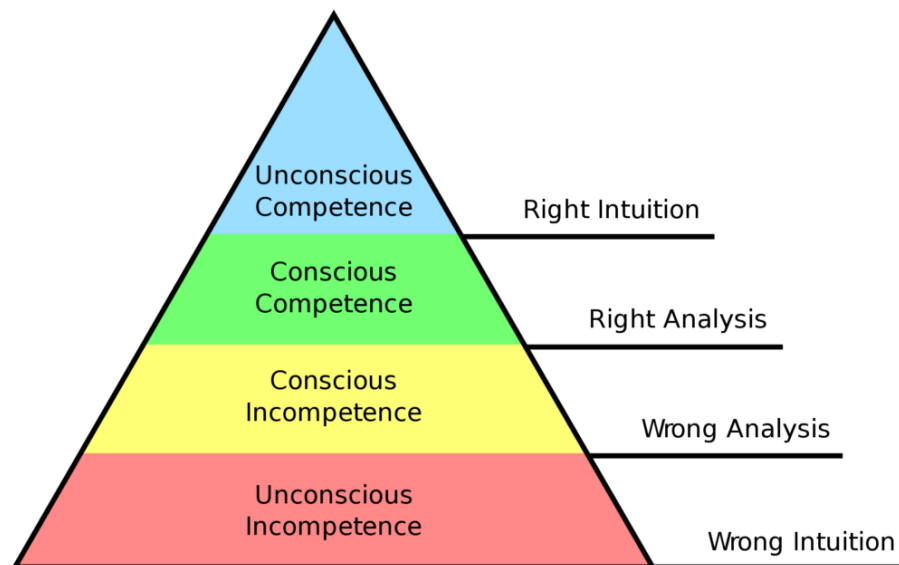 Unconscious
Competence
Right Intuition
Conscious
Competence
Right Analysis
Conscious
Incompetence
Wrong Analysis
Unconscious
Incompetence
Wrong Intuition